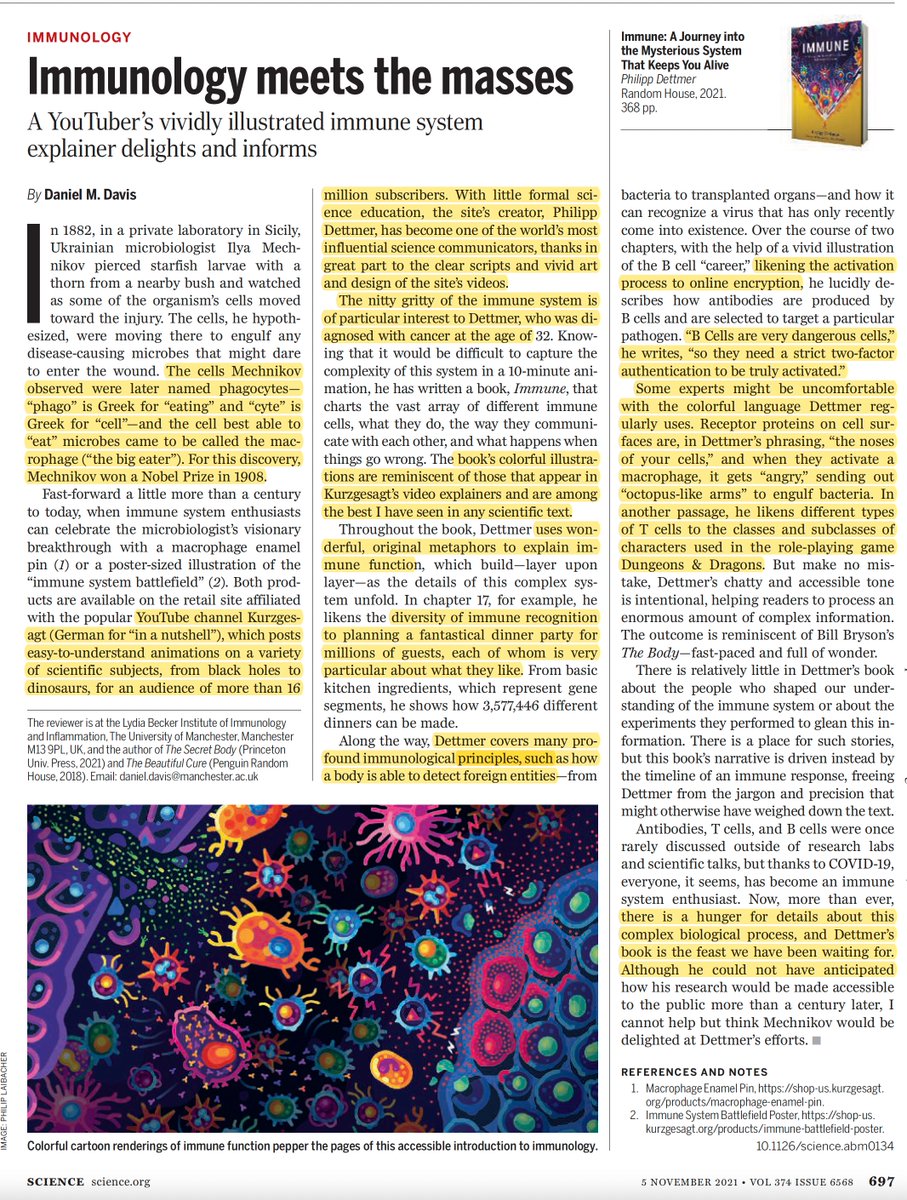 IMMUNOLOGY
Immunology meets the masses
A YouTuber’s vividly illustrated immune system
explainer delights and informs
Immune: A Journey into
the Mysterious System
That Keeps You Alive
Philipp Dettmer
Random House, 2021.
368 pp.
IMMUNE
By Daniel M. Davis
In 1882, in a private laboratory in Sicily,
Ukrainian microbiologist Ilya Mech-
nikov pierced starfish larvae with a
thorn from a nearby bush and watched
as some of the organism’s cells moved
toward the injury. The cells, he hypoth-
esized, were moving there to engulf any
disease-causing microbes that might dare
to enter the wound. The cells Mechnikov
observed were later named phagocytes—
“phago” is Greek for “eating” and “cyte” is
Greek for “cell”—and the cell best able to
“eat” microbes came to be called the mac-
rophage (“the big eater”). For this discovery,
Mechnikov won a Nobel Prize in 1908.
Fast-forward a little more than a century
to today, when immune system enthusiasts
can celebrate the microbiologist’s visionary
breakthrough with a macrophage enamel
pin (1) or a poster-sized illustration of the
“immune system battlefield” (2). Both prod-
ucts are available on the retail site affiliated
with the popular YouTube channel Kurzges-
agt (German for “in a nutshell”), which posts
easy-to-understand animations on a variety
of scientific subjects, from black holes to
dinosaurs, for an audience of more than 16
The reviewer is at the Lydia Becker Institute of Immunology
and Inflammation, The University of Manchester, Manchester
M13 9PL, UK, and the author of The Secret Body (Princeton
Univ. Press, 2021) and The Beautiful Cure (Penguin Random
House, 2018). Email: daniel.davis@manchester.ac.uk
million subscribers. With little formal sci-
ence education, the site’s creator, Philipp
Dettmer, has become one of the world’s most
influential science communicators, thanks in
great part to the clear scripts and vivid art
and design of the site’s videos.
The nitty gritty of the immune system is
of particular interest to Dettmer, who was di-
agnosed with cancer at the age of 32. Know-
ing that it would be difficult to capture the
complexity of this system in a 10-minute ani-
mation, he has written a book, Immune, that
charts the vast array of different immune
cells, what they do, the way they communi-
cate with each other, and what happens when
things go wrong. The book’s colorful illustra-
tions are reminiscent of those that appear in
Kurzgesagt’s video explainers and are among
the best I have seen in any scientific text.
Throughout the book, Dettmer uses won-
derful, original metaphors to explain im-
mune function, which build—layer upon
layer—as the details of this complex sys-
tem unfold. In chapter 17, for example, he
likens the diversity of immune recognition
to planning a fantastical dinner party for
millions of guests, each of whom is very
particular about what they like. From basic
kitchen ingredients, which represent gene
segments, he shows how 3,577,446 different
dinners can be made.
Along the way, Dettmer covers many pro-
found immunological principles, such as how
a body is able to detect foreign entities—from
bacteria to transplanted organs—and how it
can recognize a virus that has only recently
come into existence. Over the course of two
chapters, with the help of a vivid illustration
of the B cell “career,” likening the activation
process to online encryption, he lucidly de-
scribes how antibodies are produced by
B cells and are selected to target a particular
pathogen. “B Cells are very dangerous cells,”
he writes, “so they need a strict two-factor
authentication to be truly activated.”
Some experts might be uncomfortable
with the colorful language Dettmer reg-
ularly uses. Receptor proteins on cell sur-
faces are, in Dettmer’s phrasing, “the noses
of your cells,” and when they activate a
macrophage, it gets “angry,” sending out
“octopus-like arms” to engulf bacteria. In
another passage, he likens different types
of T cells to the classes and subclasses of
characters used in the role-playing game
Dungeons & Dragons. But make no mis-
take, Dettmer’s chatty and accessible tone
is intentional, helping readers to process an
enormous amount of complex information.
The outcome is reminiscent of Bill Bryson’s
The Body—fast-paced and full of wonder.
There is relatively little in Dettmer’s book
about the people who shaped our under-
standing of the immune system or about the
experiments they performed to glean this in-
formation. There is a place for such stories,
but this book’s narrative is driven instead by
the timeline of an immune response, freeing
Dettmer from the jargon and precision that
might otherwise have weighed down the text.
Antibodies, T cells, and B cells were once
rarely discussed outside of research labs
and scientific talks, but thanks to COVID-19,
everyone, it seems, has become an immune
system enthusiast. Now, more than ever,
there is a hunger for details about this
complex biological process, and Dettmer’s
book is the feast we have been waiting for.
Although he could not have anticipated
how his research would be made accessible
to the public more than a century later, I
cannot help but think Mechnikov would be
delighted at Dettmer’s efforts. ■
REFERENCES AND NOTES
1. Macrophage Enamel Pin, https://shop-us.kurzgesagt.
org/products/macrophage-enamel-pin.
2. Immune System Battlefield Poster, https://shop-us.
kurzgesagt.org/products/immune-battlefield-poster.
10.1126/science.abm0134
IMAGE: PHILIP LAIBACHER
Colorful cartoon renderings of immune function pepper the pages of this accessible introduction to immunology.
SCIENCE science.org
5 NOVEMBER 2021 • VOL 374 ISSUE 6568 697